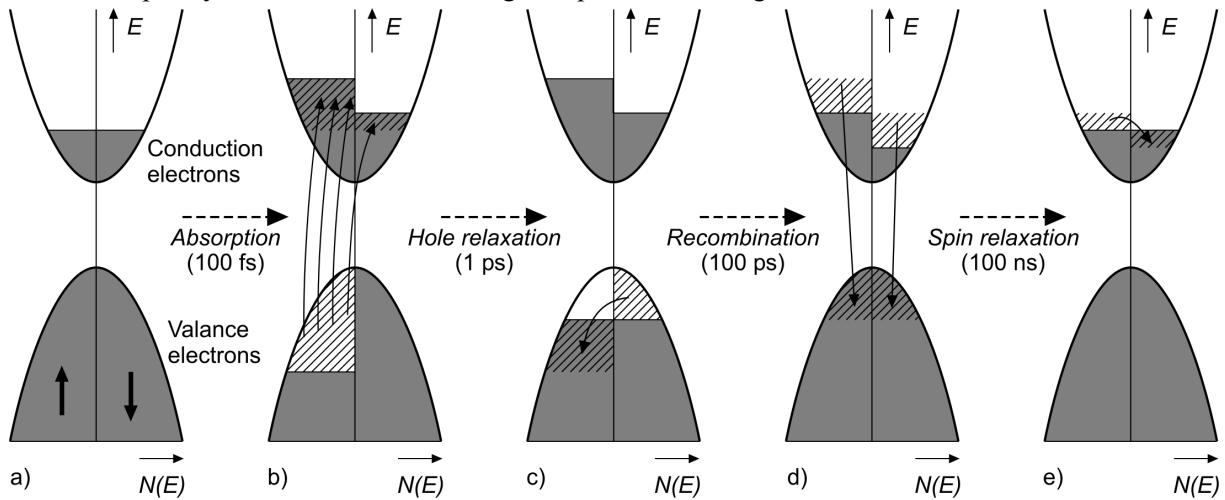 E
E
E
E
E
Conduction
electrons
Absorption
(100 fs)
Hole relaxation
(1 ps)
Recombination
(100 ps)
Spin relaxation
(100 ns)
Valance
electrons
a)
N(E)
b)
N(E)
c)
N(E)
d)
N(E)
e)
N(E)